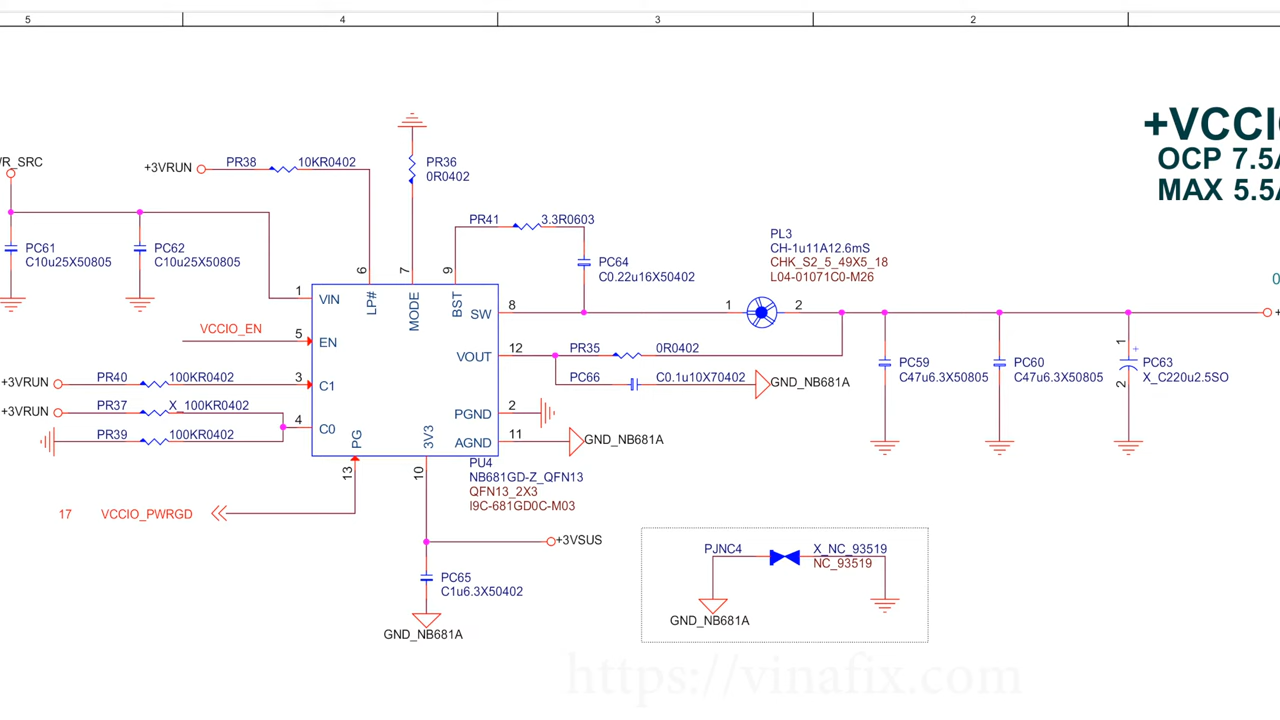 5
4
3
2
+VCCI
OCP 7.5A
MAX 5.5A
R_SRC
+3VRUN
PR38
10KR0402
PR36
0R0402
PR41
3.3R0603
PC61
C10u25X50805
PC62
C10u25X50805
PC64
C0.22u16X50402
PL3
CH-1u11A12.6mS
CHK_S2_5_49X5_18
L04-01071C0-M26
0
6
7
9
1
VIN
LP#
MODE
BST
SW
8
1
2
VCCIO_EN
5
EN
VOUT
12
PR35
0R0402
PC66
C0.1u10X70402
GND_NB681A
PC59
C47u6.3X50805
PC60
C47u6.3X50805
1
+
PC63
X_C220u2.5SO
2
+3VRUN
PR40
100KR0402
3
C1
+3VRUN
PR37
X_100KR0402
4
C0
PR39
100KR0402
PGND
2
AGND
11
GND_NB681A
PG
3V3
13
10
PU4
NB681GD-Z_QFN13
QFN13_2X3
I9C-681GD0C-M03
17
VCCIO_PWRGD
+3VSUS
PC65
C1u6.3X50402
GND_NB681A
PJNC4
X_NC_93519
NC_93519
GND_NB681A
https://vinafix.com